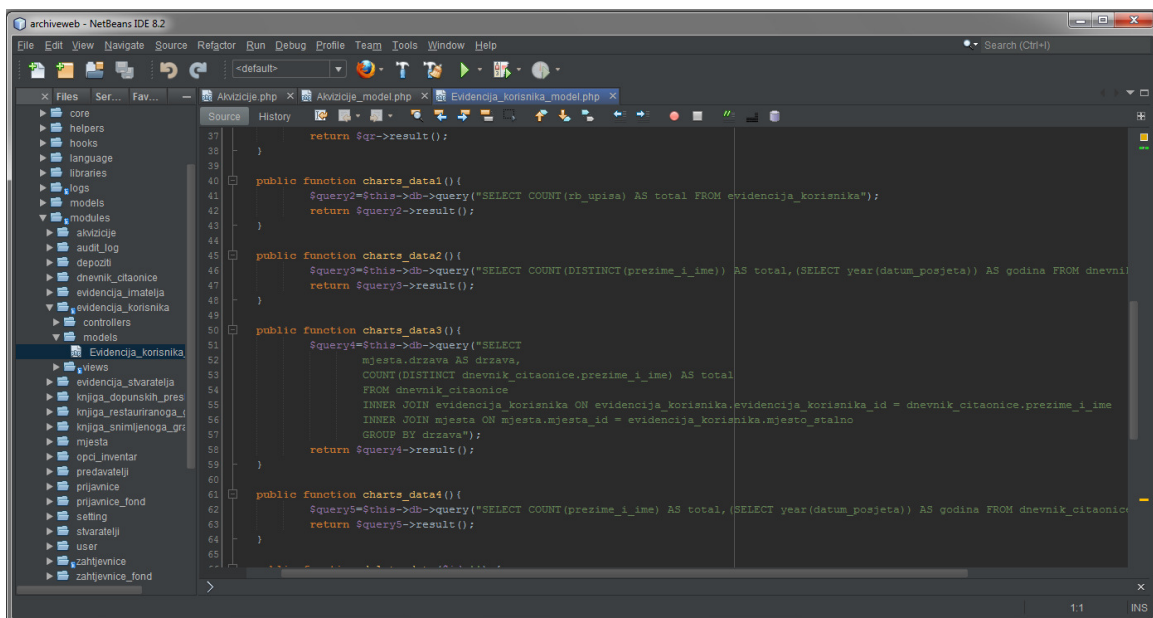 archiveweb - NetBeans IDE 8.2
File Edit View Navigate Source Refactor Run Debug Profile Team Tools Window Help
Search (Ctrl+I)
<default>
Files Ser... Fav...
Akvizicije.php Akvizicije_model.php Evidencija_korisnika_model.php
Source History
core
helpers
hooks
language
libraries
logs
models
modules
akvizicije
audit_log
depoziti
dnevnik_citaonice
evidencija_imatelja
evidencija_korisnika
controllers
models
Evidencija_korisnika_
views
evidencija_stvaratelja
knjiga_dopunskih_pres
knjiga_restauriranoga_g
knjiga_snimljenoga_gra
mjesta
opci_inventar
predavatelji
prijavnice
prijavnice_fond
setting
stvaratelji
user
zahtjevnice
zahtjevnice_fond
37 return $qr->result();
38 }
39
40 public function charts_data1(){
41 $query2=$this->db->query("SELECT COUNT(rb_upisa) AS total FROM evidencija_korisnika");
42 return $query2->result();
43 }
44
45 public function charts_data2(){
46 $query3=$this->db->query("SELECT COUNT(DISTINCT(prezime_i_ime)) AS total,(SELECT year(datum_posjeta)) AS godina FROM dnevni
47 return $query3->result();
48 }
49
50 public function charts_data3(){
51 $query4=$this->db->query("SELECT
52 mjesta.drzava AS drzava,
53 COUNT(DISTINCT dnevnik_citaonice.prezime_i_ime) AS total
54 FROM dnevnik_citaonice
55 INNER JOIN evidencija_korisnika ON evidencija_korisnika.evidencija_korisnika_id = dnevnik_citaonice.prezime_i_ime
56 INNER JOIN mjesta ON mjesta.mjesta_id = evidencija_korisnika.mjesto_stalno
57 GROUP BY drzava");
58 return $query4->result();
59 }
60
61 public function charts_data4(){
62 $query5=$this->db->query("SELECT COUNT(prezime_i_ime) AS total,(SELECT year(datum_posjeta)) AS godina FROM dnevnik_citaonice
63 return $query5->result();
64 }
65
1:1 INS